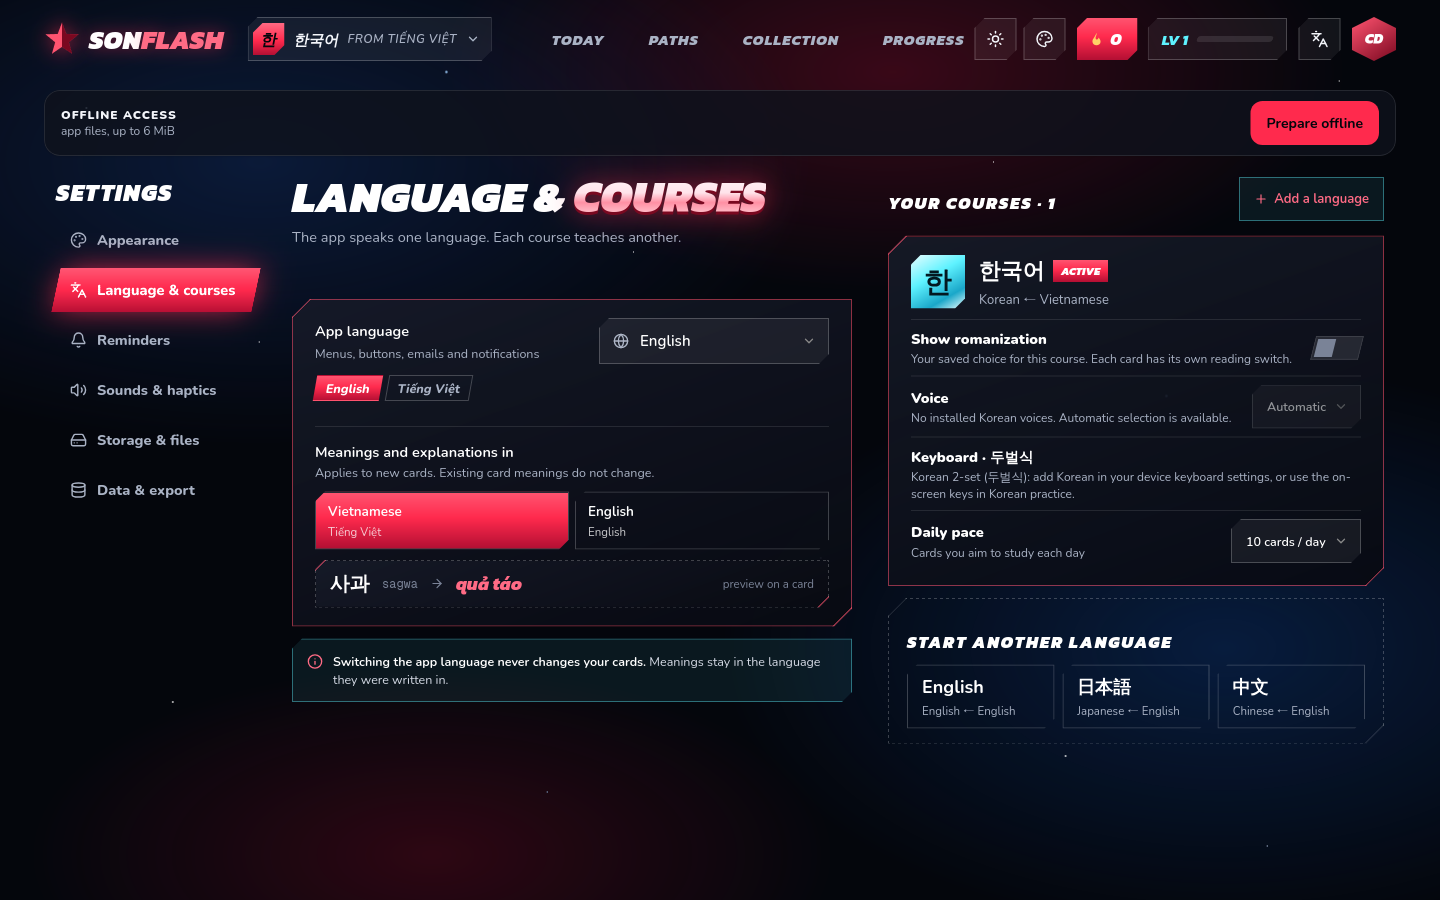 SONFLASH
한 한국어 FROM TIẾNG VIỆT
TODAY
PATHS
COLLECTION
PROGRESS
0
LV 1
CD
OFFLINE ACCESS
app files, up to 6 MiB
Prepare offline
SETTINGS
Appearance
Language & courses
Reminders
Sounds & haptics
Storage & files
Data & export
LANGUAGE & COURSES
The app speaks one language. Each course teaches another.
App language
Menus, buttons, emails and notifications
English
English
Tiếng Việt
Meanings and explanations in
Applies to new cards. Existing card meanings do not change.
Vietnamese
Tiếng Việt
English
English
사과 sagwa → quả táo
preview on a card
Switching the app language never changes your cards. Meanings stay in the language
they were written in.
YOUR COURSES · 1
+ Add a language
한
한국어 ACTIVE
Korean ← Vietnamese
Show romanization
Your saved choice for this course. Each card has its own reading switch.
Voice
No installed Korean voices. Automatic selection is available.
Automatic
Keyboard · 두벌식
Korean 2-set (두벌식): add Korean in your device keyboard settings, or use the on-
screen keys in Korean practice.
Daily pace
Cards you aim to study each day
10 cards / day
START ANOTHER LANGUAGE
English
English ← English
日本語
Japanese ← English
中文
Chinese ← English